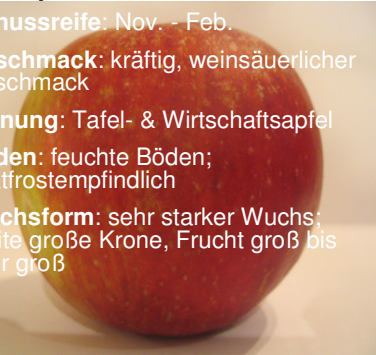 nussreife: Nov. - Feb.
schmack: kräftig, weinsäuerlicher
schmack
nung: Tafel- & Wirtschaftsapfel
den: feuchte Böden;
tfrostempfindlich
chsform: sehr starker Wuchs;
ite große Krone, Frucht groß bis
r groß